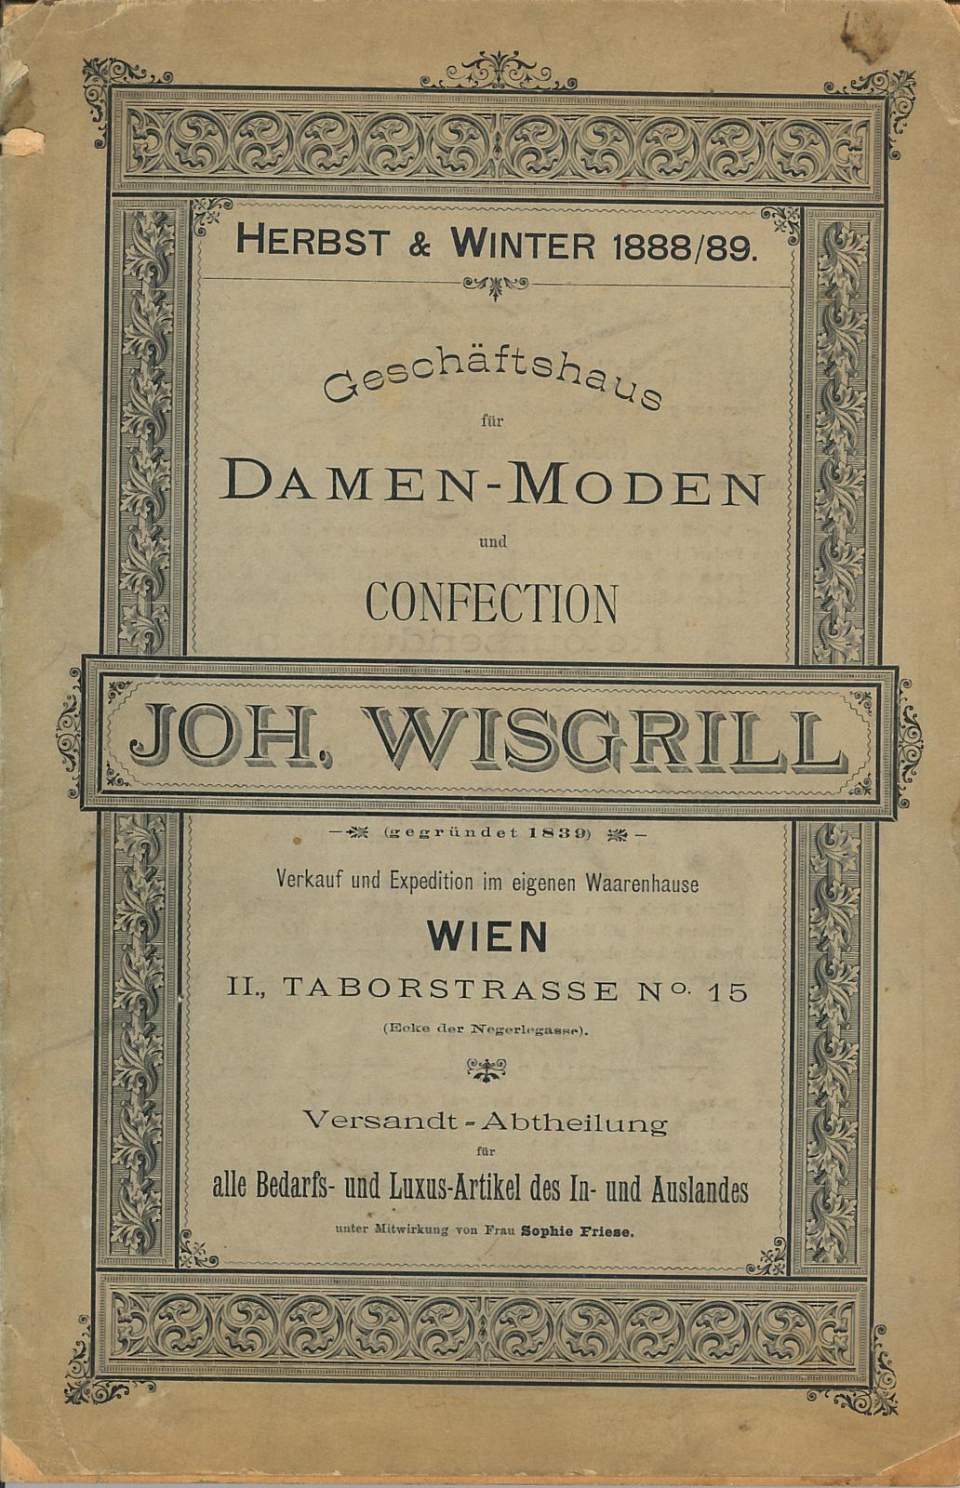 HERBST & WINTER 1888/89.
Geschäftshaus
für
DAMEN-MODEN
und
CONFECTION
JOH. WISGRILL
(gegründet 1839)
Verkauf und Expedition im eigenen Waarenhause
WIEN
II., TABORSTRASSE No. 15
(Ecke der Negerlegasse).
Versandt-Abtheilung
für
alle Bedarfs- und Luxus-Artikel des In- und Auslandes
unter Mitwirkung von Frau Sophie Friese.